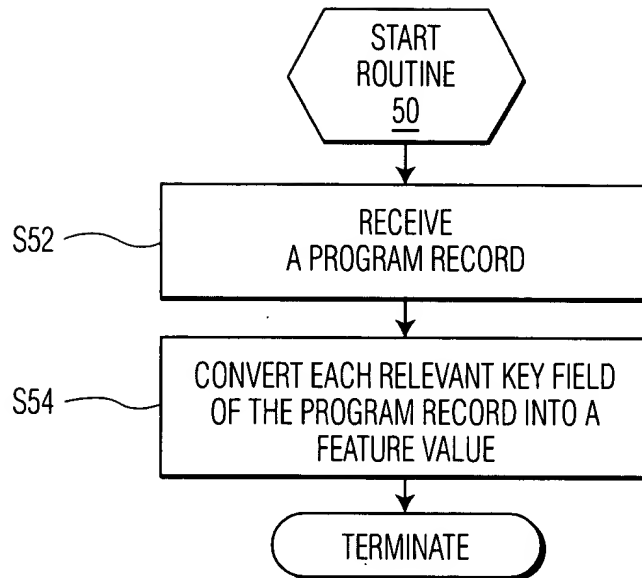 START
ROUTINE
50
S52
RECEIVE
A PROGRAM RECORD
S54
CONVERT EACH RELEVANT KEY FIELD
OF THE PROGRAM RECORD INTO A
FEATURE VALUE
TERMINATE